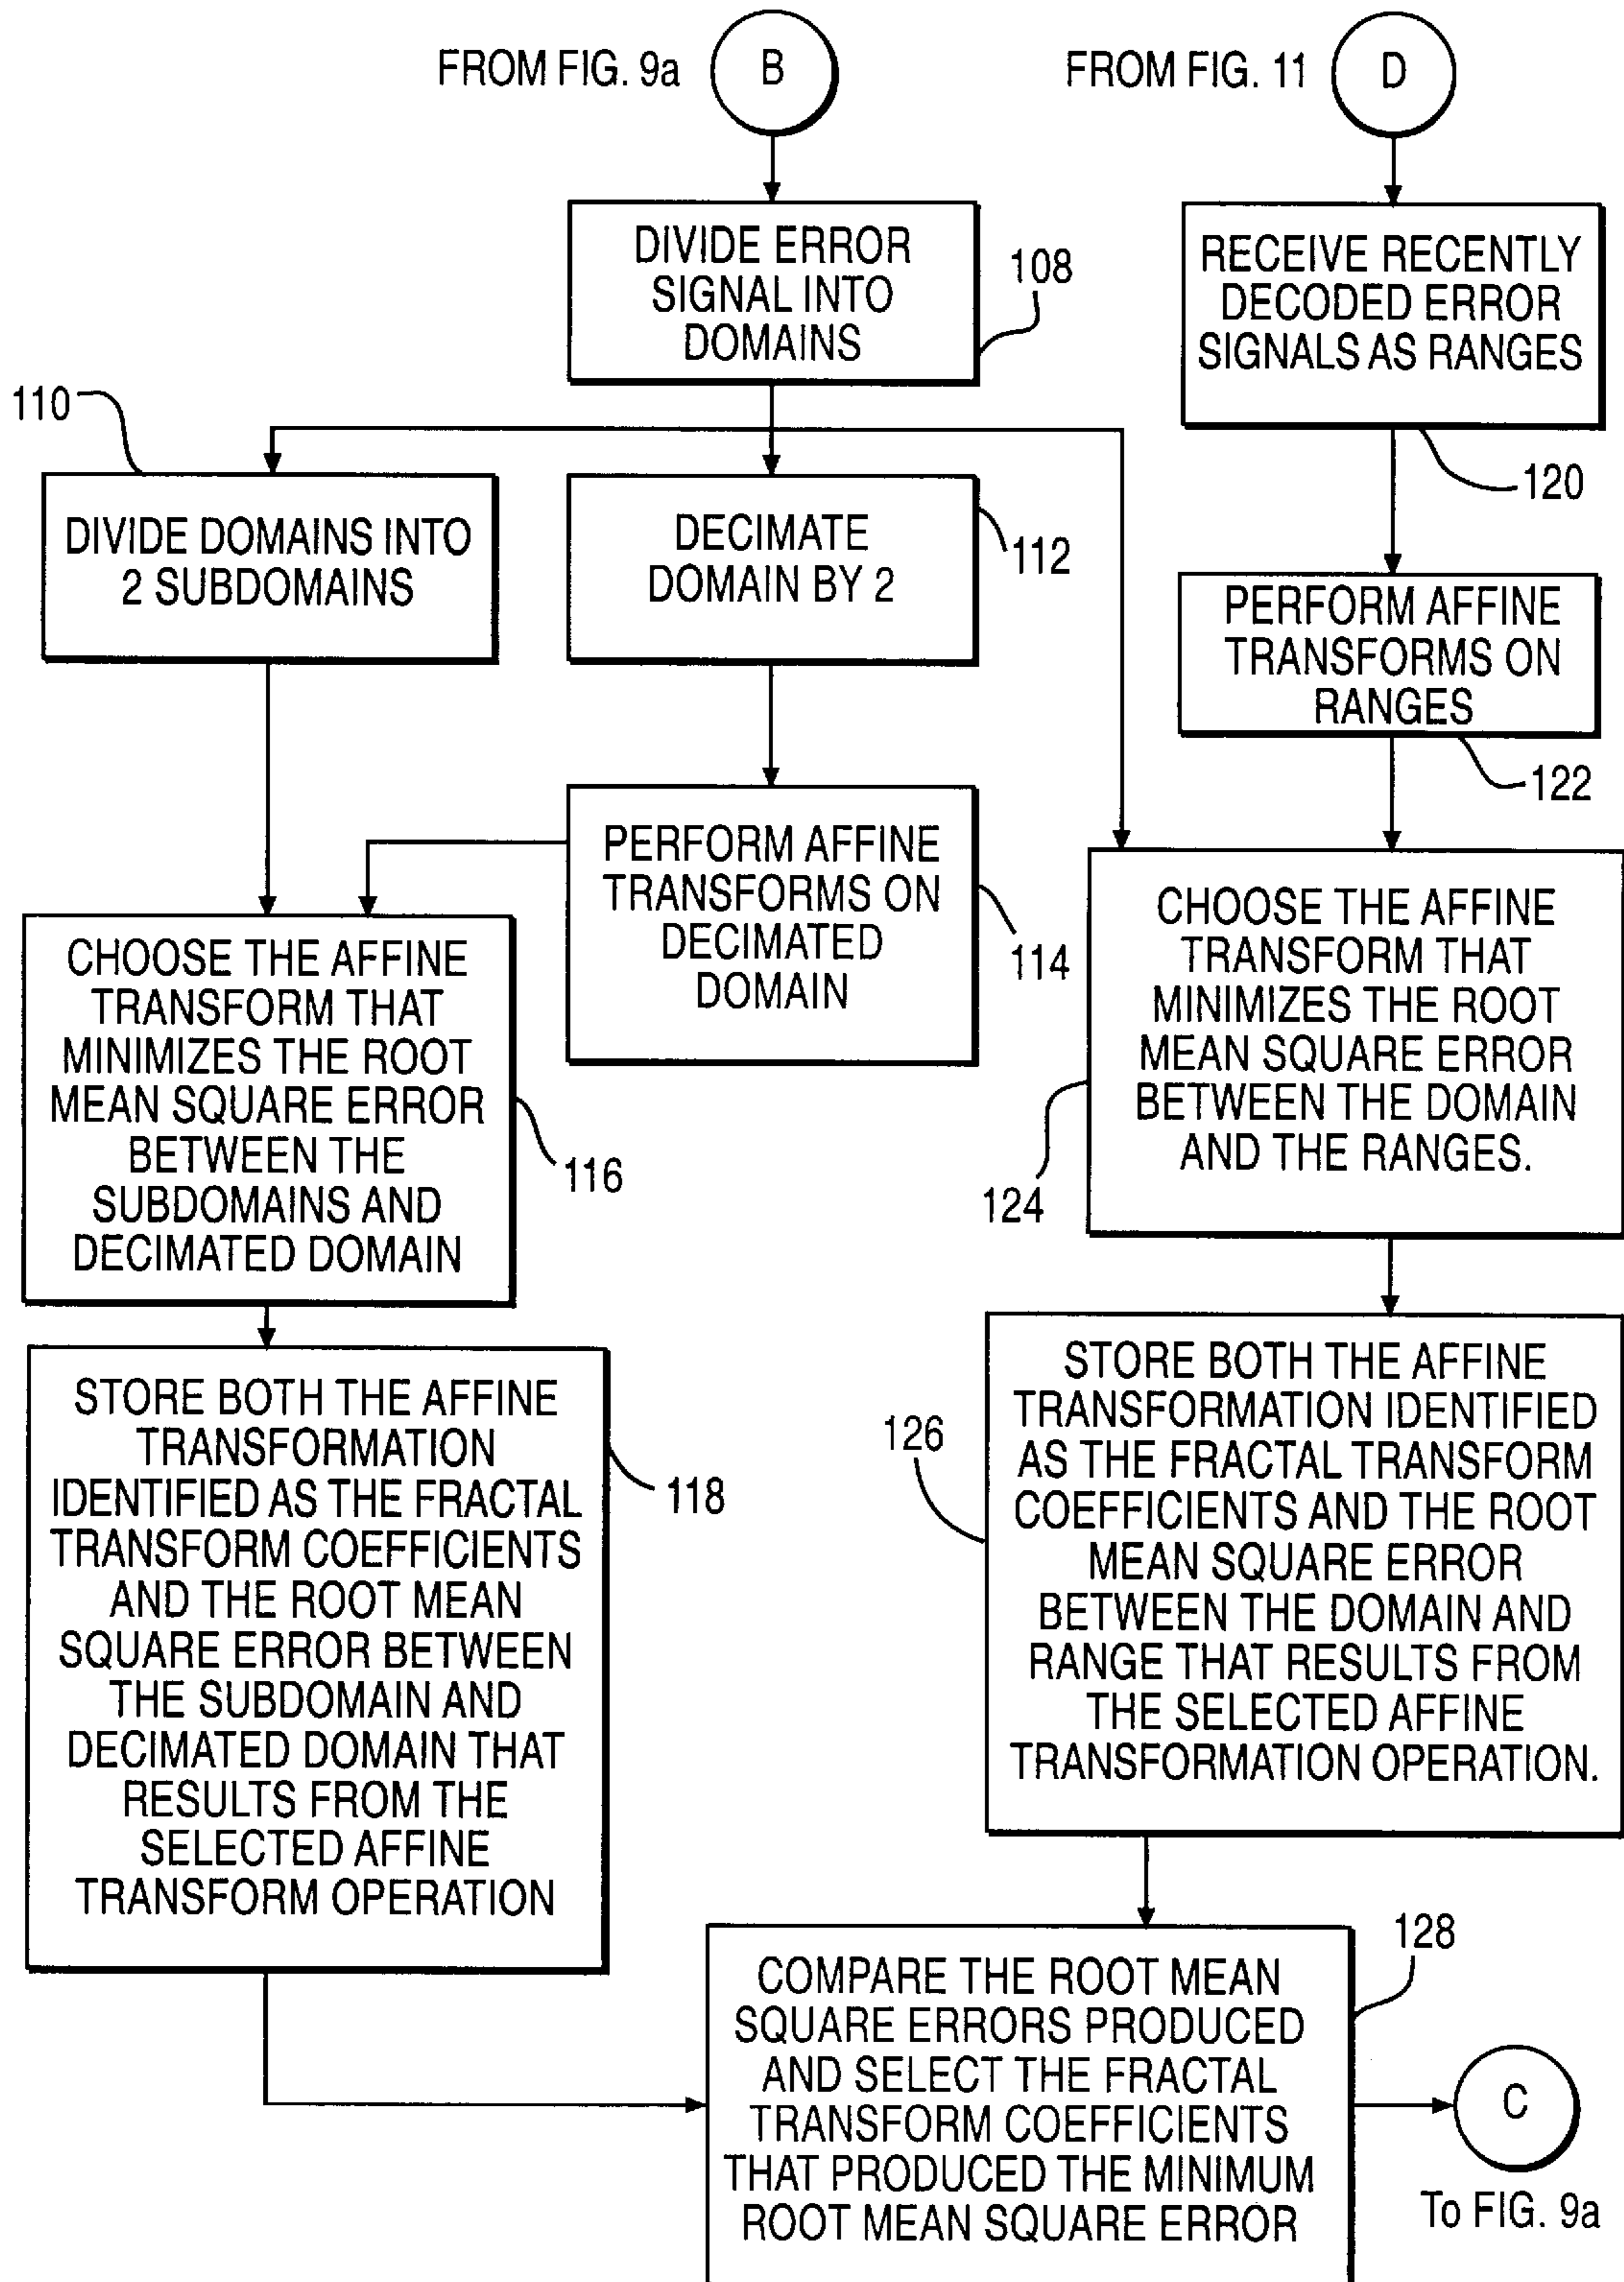 FROM FIG. 9a
B
FROM FIG. 11
D
DIVIDE ERROR
SIGNAL INTO
DOMAINS
108
RECEIVE RECENTLY
DECODED ERROR
SIGNALS AS RANGES
120
110
DIVIDE DOMAINS INTO
2 SUBDOMAINS
DECIMATE
DOMAIN BY 2
112
PERFORM AFFINE
TRANSFORMS ON
RANGES
122
PERFORM AFFINE
TRANSFORMS ON
DECIMATED
DOMAIN
114
CHOOSE THE AFFINE
TRANSFORM THAT
MINIMIZES THE ROOT
MEAN SQUARE ERROR
BETWEEN THE
SUBDOMAINS AND
DECIMATED DOMAIN
116
CHOOSE THE AFFINE
TRANSFORM THAT
MINIMIZES THE ROOT
MEAN SQUARE ERROR
BETWEEN THE DOMAIN
AND THE RANGES.
124
STORE BOTH THE AFFINE
TRANSFORMATION
IDENTIFIED AS THE FRACTAL
TRANSFORM COEFFICIENTS
AND THE ROOT MEAN
SQUARE ERROR BETWEEN
THE SUBDOMAIN AND
DECIMATED DOMAIN THAT
RESULTS FROM THE
SELECTED AFFINE
TRANSFORM OPERATION
118
STORE BOTH THE AFFINE
TRANSFORMATION IDENTIFIED
AS THE FRACTAL TRANSFORM
COEFFICIENTS AND THE ROOT
MEAN SQUARE ERROR
BETWEEN THE DOMAIN AND
RANGE THAT RESULTS FROM
THE SELECTED AFFINE
TRANSFORMATION OPERATION.
126
COMPARE THE ROOT MEAN
SQUARE ERRORS PRODUCED
AND SELECT THE FRACTAL
TRANSFORM COEFFICIENTS
THAT PRODUCED THE MINIMUM
ROOT MEAN SQUARE ERROR
128
C
To FIG. 9a